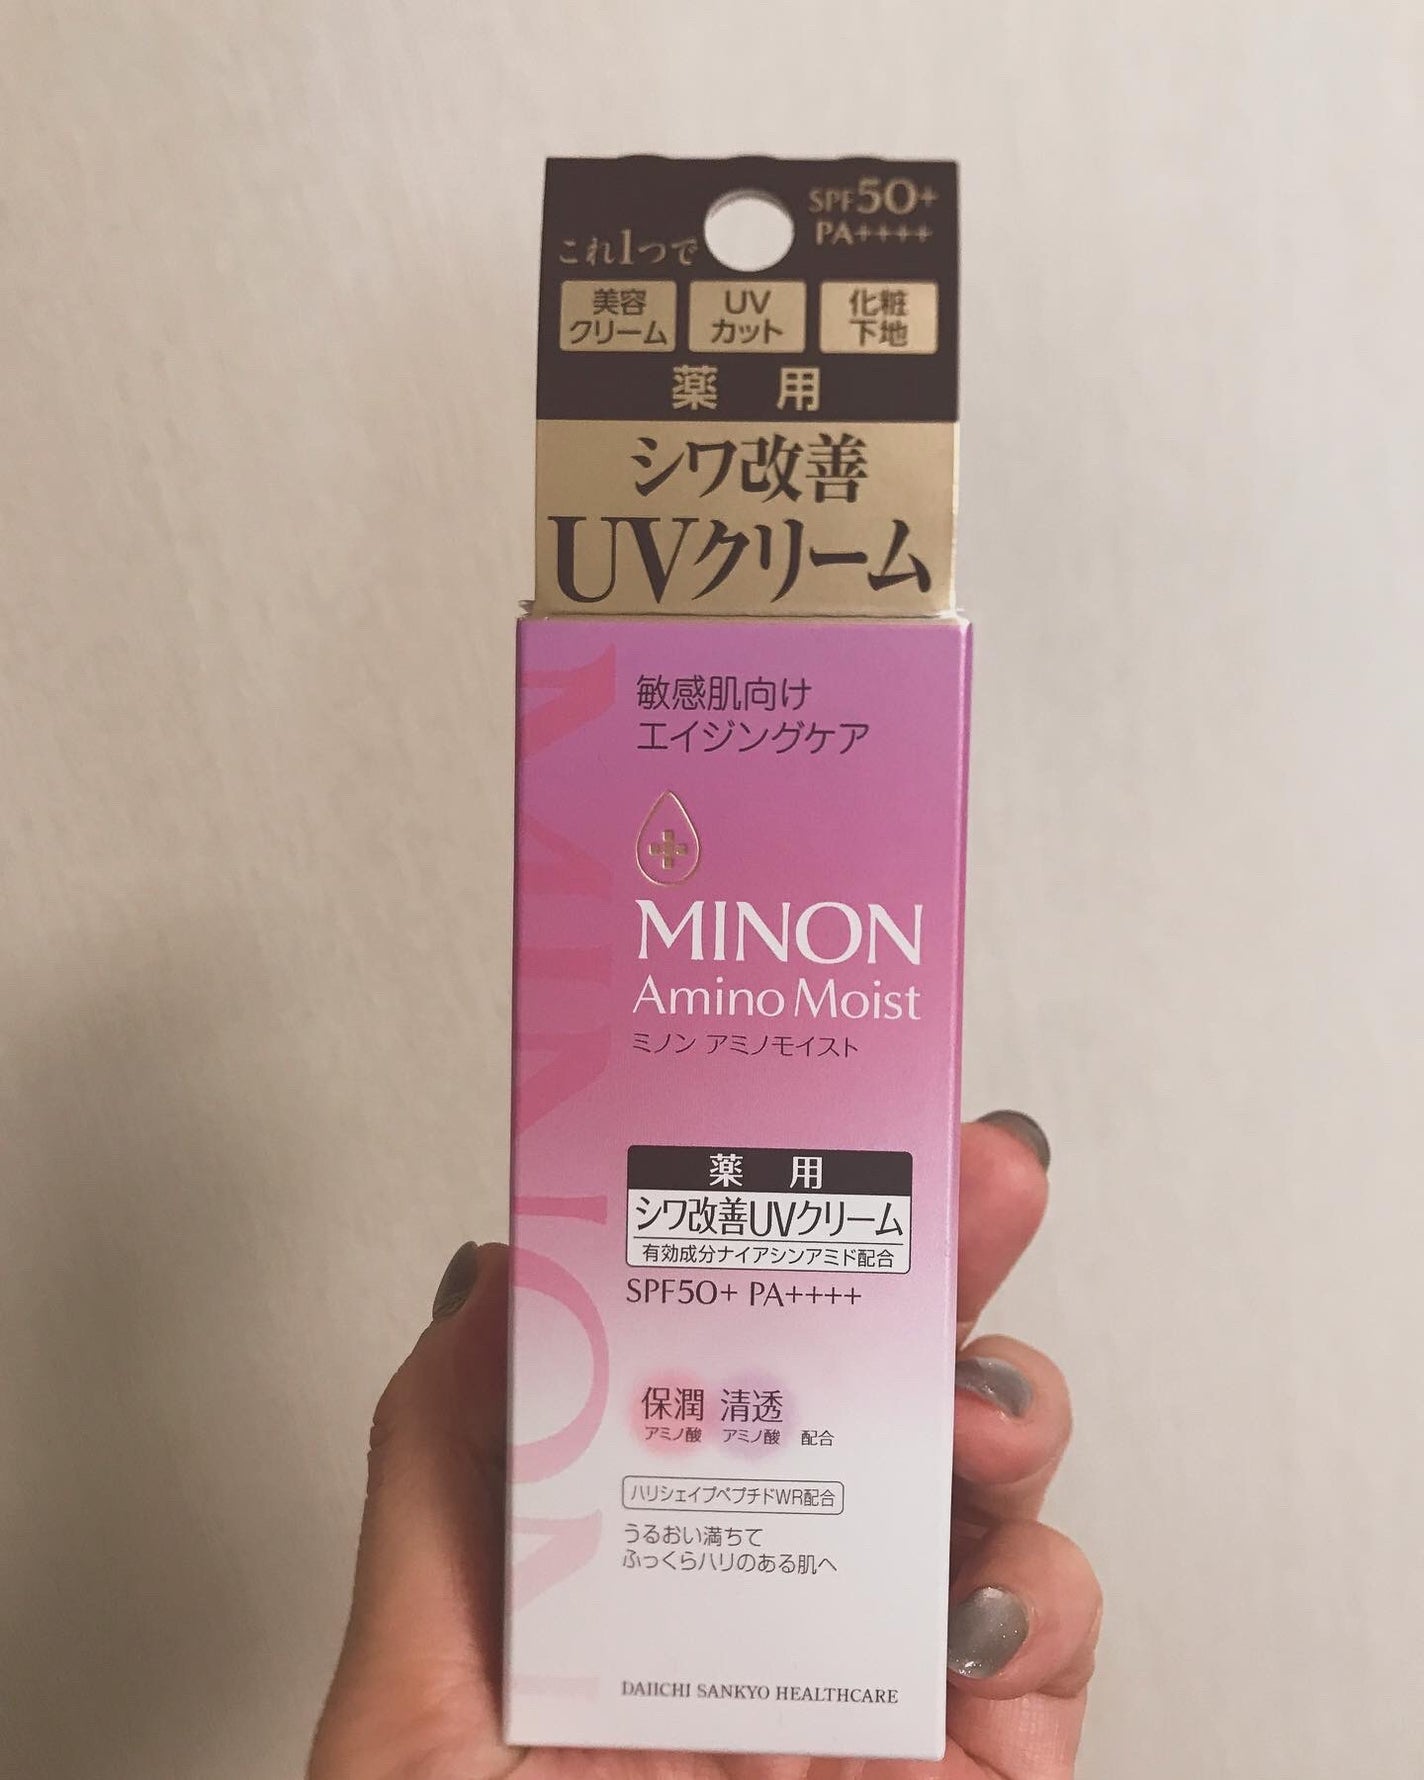 SPF50+
PA++++
これ1つで
美容
クリーム
UV
カット
化粧
下地
薬 用
シワ改善
UVクリーム
敏感肌向け
エイジングケア
MINON
MINON
Amino Moist
ミノン アミノモイスト
薬 用
シワ改善UVクリーム
有効成分ナイアシンアミド配合
SPF50+ PA++++
保潤 清透
アミノ酸 アミノ酸 配合
ハリシェイプペプチドWR配合
うるおい満ちて
ふっくらハリのある肌へ
DAIICHI SANKYO HEALTHCARE